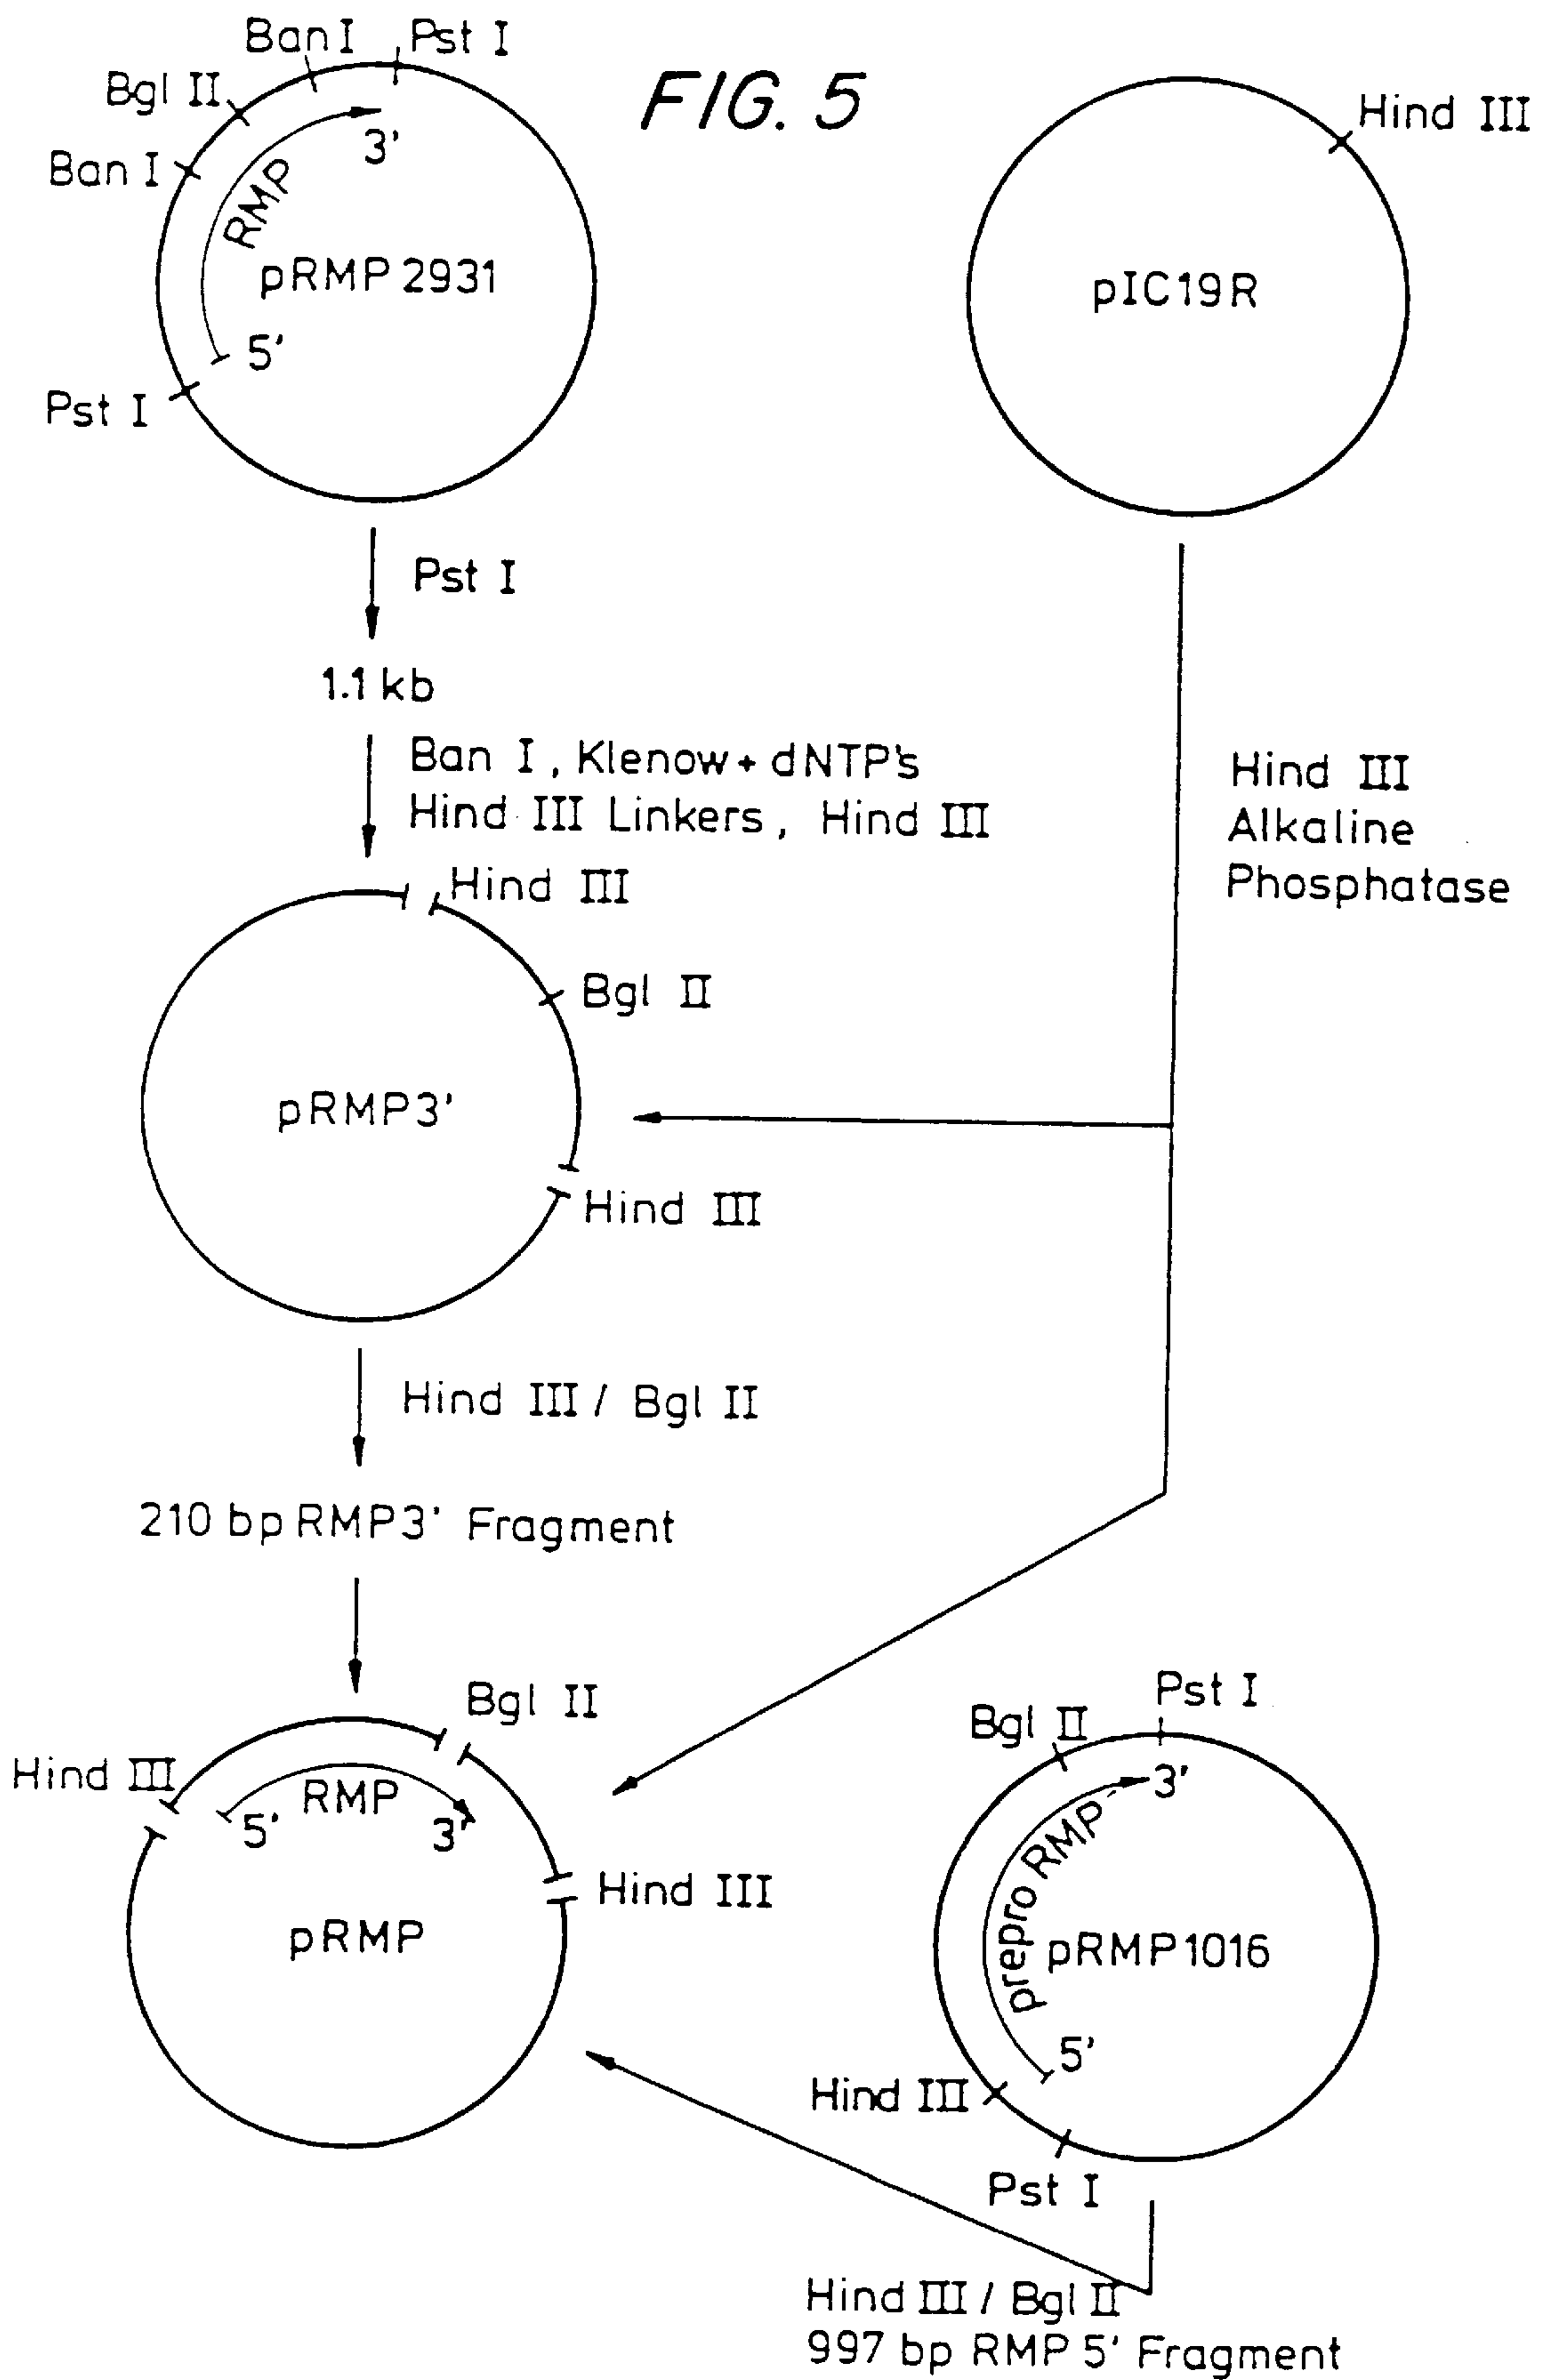 FIG. 5
Ban I
Pst I
Bgl II
Ban I
RMP
3'
5'
pRMP 2931
Pst I
Hind III
pIC19R
Pst I
1.1 kb
Ban I, Klenow + dNTP's
Hind III Linkers, Hind III
Hind III
Alkaline
Phosphatase
Hind III
Bgl II
pRMP3'
Hind III
Hind III / Bgl II
210 bp RMP3' Fragment
Bgl II
Hind III
RMP
5'
3'
Hind III
pRMP
Pst I
Bgl II
3'
prepro RMP
pRMP1016
5'
Hind III
Pst I
Hind III / Bgl II
997 bp RMP 5' Fragment